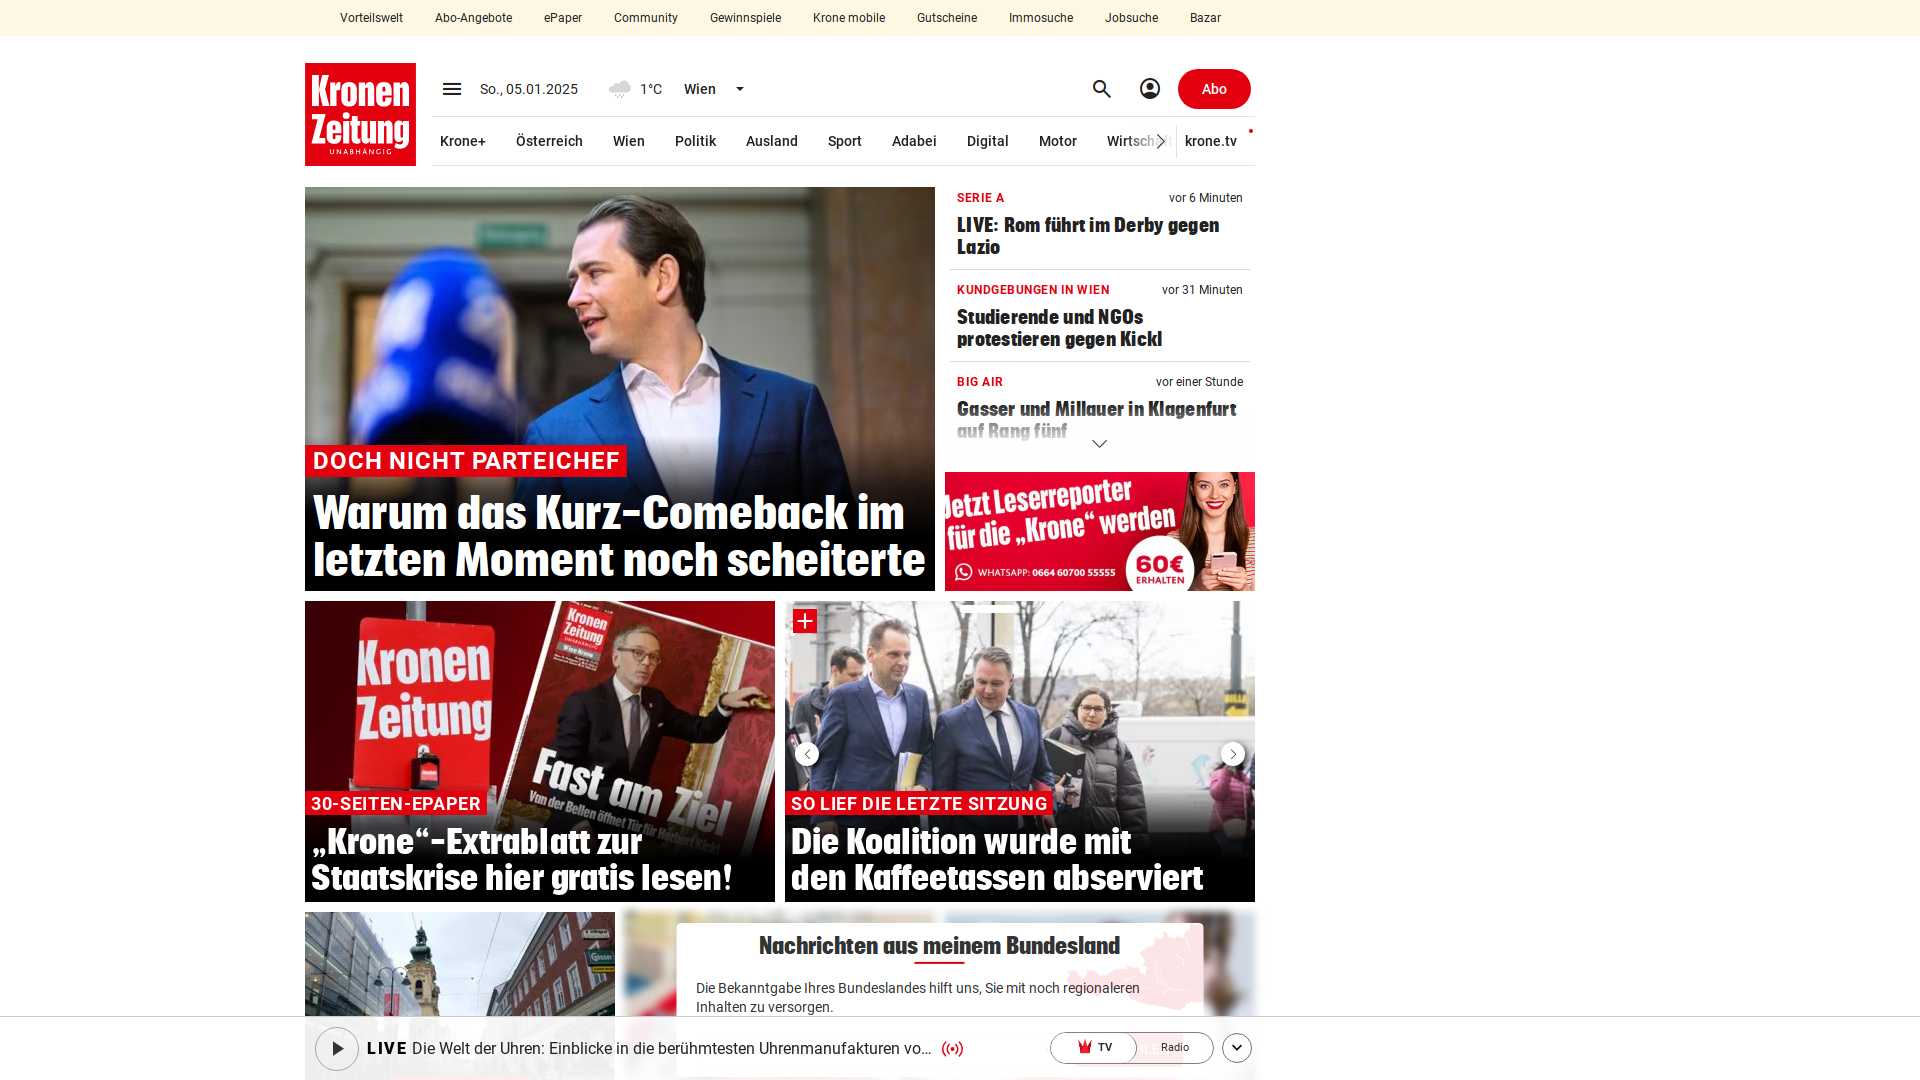 Vorteilswelt Abo-Angebote ePaper Community Gewinnspiele Krone mobile Gutscheine Immosuche Jobsuche Bazar
Kronen
Zeitung
UNABHÄNGIG
So., 05.01.2025 1°C Wien Abo
Krone+ Österreich Wien Politik Ausland Sport Adabei Digital Motor krone.tv
DOCH NICHT PARTEICHEF
Warum das Kurz-Comeback im
letzten Moment noch scheiterte
SERIE A vor 6 Minuten
LIVE: Rom führt im Derby gegen
Lazio
KUNDGEBUNGEN IN WIEN vor 31 Minuten
Studierende und NGOs
protestieren gegen Kickl
BIG AIR vor einer Stunde
Gasser und Millauer in Klagenfurt
auf Rang fünf
Jetzt Leserreporter
für die „Krone“ werden
WHATSAPP: 0664 60700 55555
60€
ERHALTEN
Kronen
Zeitung
Kronen
Zeitung
UNABHÄNGIG
Fast am Ziel
Van der Bellen öffnet Tür für Herbert Kickl
30-SEITEN-EPAPER
„Krone“-Extrablatt zur
Staatskrise hier gratis lesen!
SO LIEF DIE LETZTE SITZUNG
Die Koalition wurde mit
den Kaffeetassen abserviert
Nachrichten aus meinem Bundesland
Die Bekanntgabe Ihres Bundeslandes hilft uns, Sie mit noch regionaleren
Inhalten zu versorgen.
LIVE Die Welt der Uhren: Einblicke in die berühmtesten Uhrenmanufakturen vo...
TV Radio